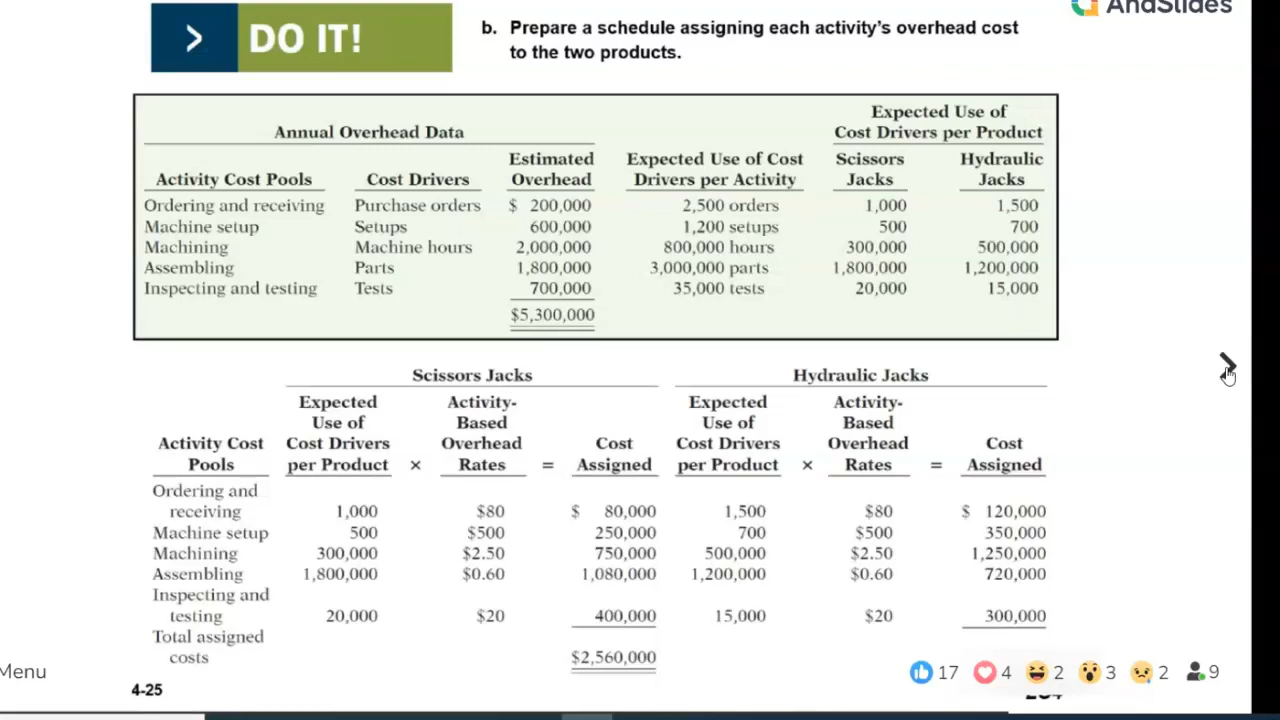 AhaSlides
> DO IT!
b. Prepare a schedule assigning each activity's overhead cost
to the two products.
Expected Use of
Annual Overhead Data Cost Drivers per Product
Estimated Expected Use of Cost Scissors Hydraulic
Activity Cost Pools Cost Drivers Overhead Drivers per Activity Jacks Jacks
Ordering and receiving Purchase orders $ 200,000 2,500 orders 1,000 1,500
Machine setup Setups 600,000 1,200 setups 500 700
Machining Machine hours 2,000,000 800,000 hours 300,000 500,000
Assembling Parts 1,800,000 3,000,000 parts 1,800,000 1,200,000
Inspecting and testing Tests 700,000 35,000 tests 20,000 15,000
$5,300,000
Scissors Jacks Hydraulic Jacks
Expected Activity- Expected Activity-
Use of Based Use of Based
Activity Cost Cost Drivers Overhead Cost Cost Drivers Overhead Cost
Pools per Product × Rates = Assigned per Product × Rates = Assigned
Ordering and
receiving 1,000 $80 $ 80,000 1,500 $80 $ 120,000
Machine setup 500 $500 250,000 700 $500 350,000
Machining 300,000 $2.50 750,000 500,000 $2.50 1,250,000
Assembling 1,800,000 $0.60 1,080,000 1,200,000 $0.60 720,000
Inspecting and
testing 20,000 $20 400,000 15,000 $20 300,000
Total assigned
costs $2,560,000
Menu 17 4 2 3 2 9
4-25